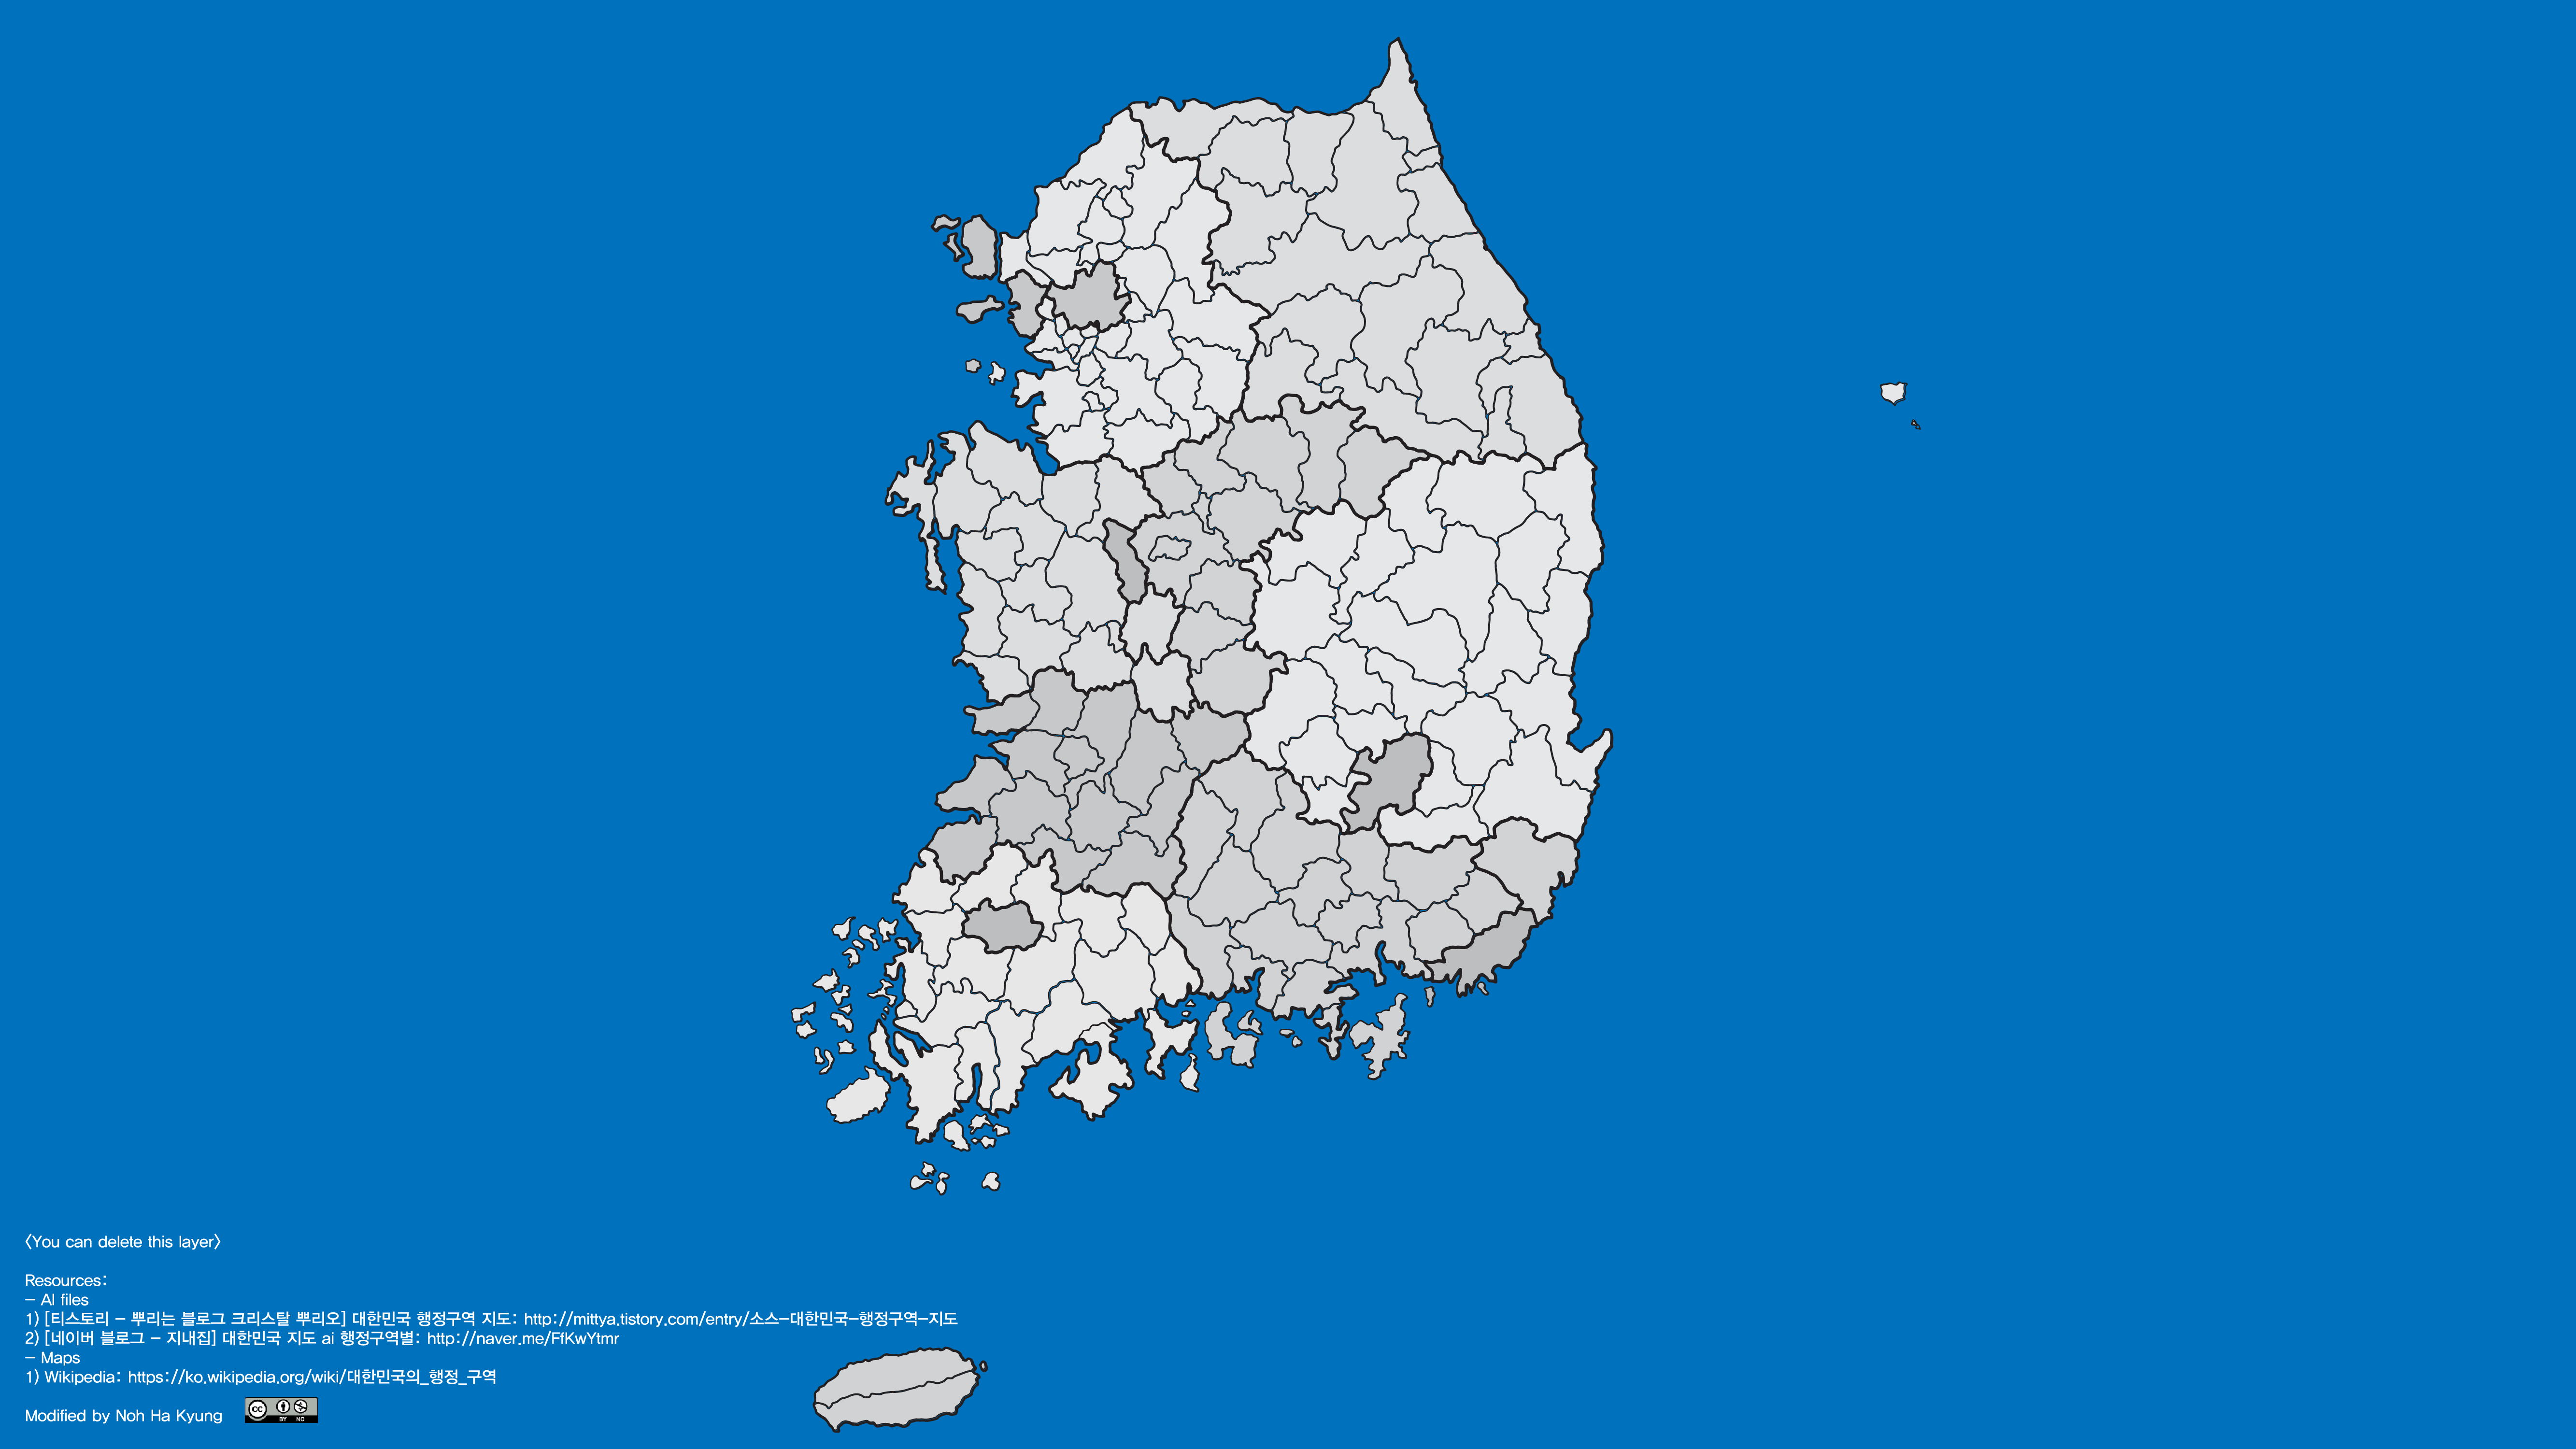 〈You can delete this layer〉
Resources:
- AI files
1) [티스토리 - 뿌리는 블로그 크리스탈 뿌리오] 대한민국 행정구역 지도: http://mittya.tistory.com/entry/소스-대한민국-행정구역-지도
2) [네이버 블로그 - 지내집] 대한민국 지도 ai 행정구역별: http://naver.me/FfKwYtmr
- Maps
1) Wikipedia: https://ko.wikipedia.org/wiki/대한민국의_행정_구역
Modified by Noh Ha Kyung
cc
BY NC